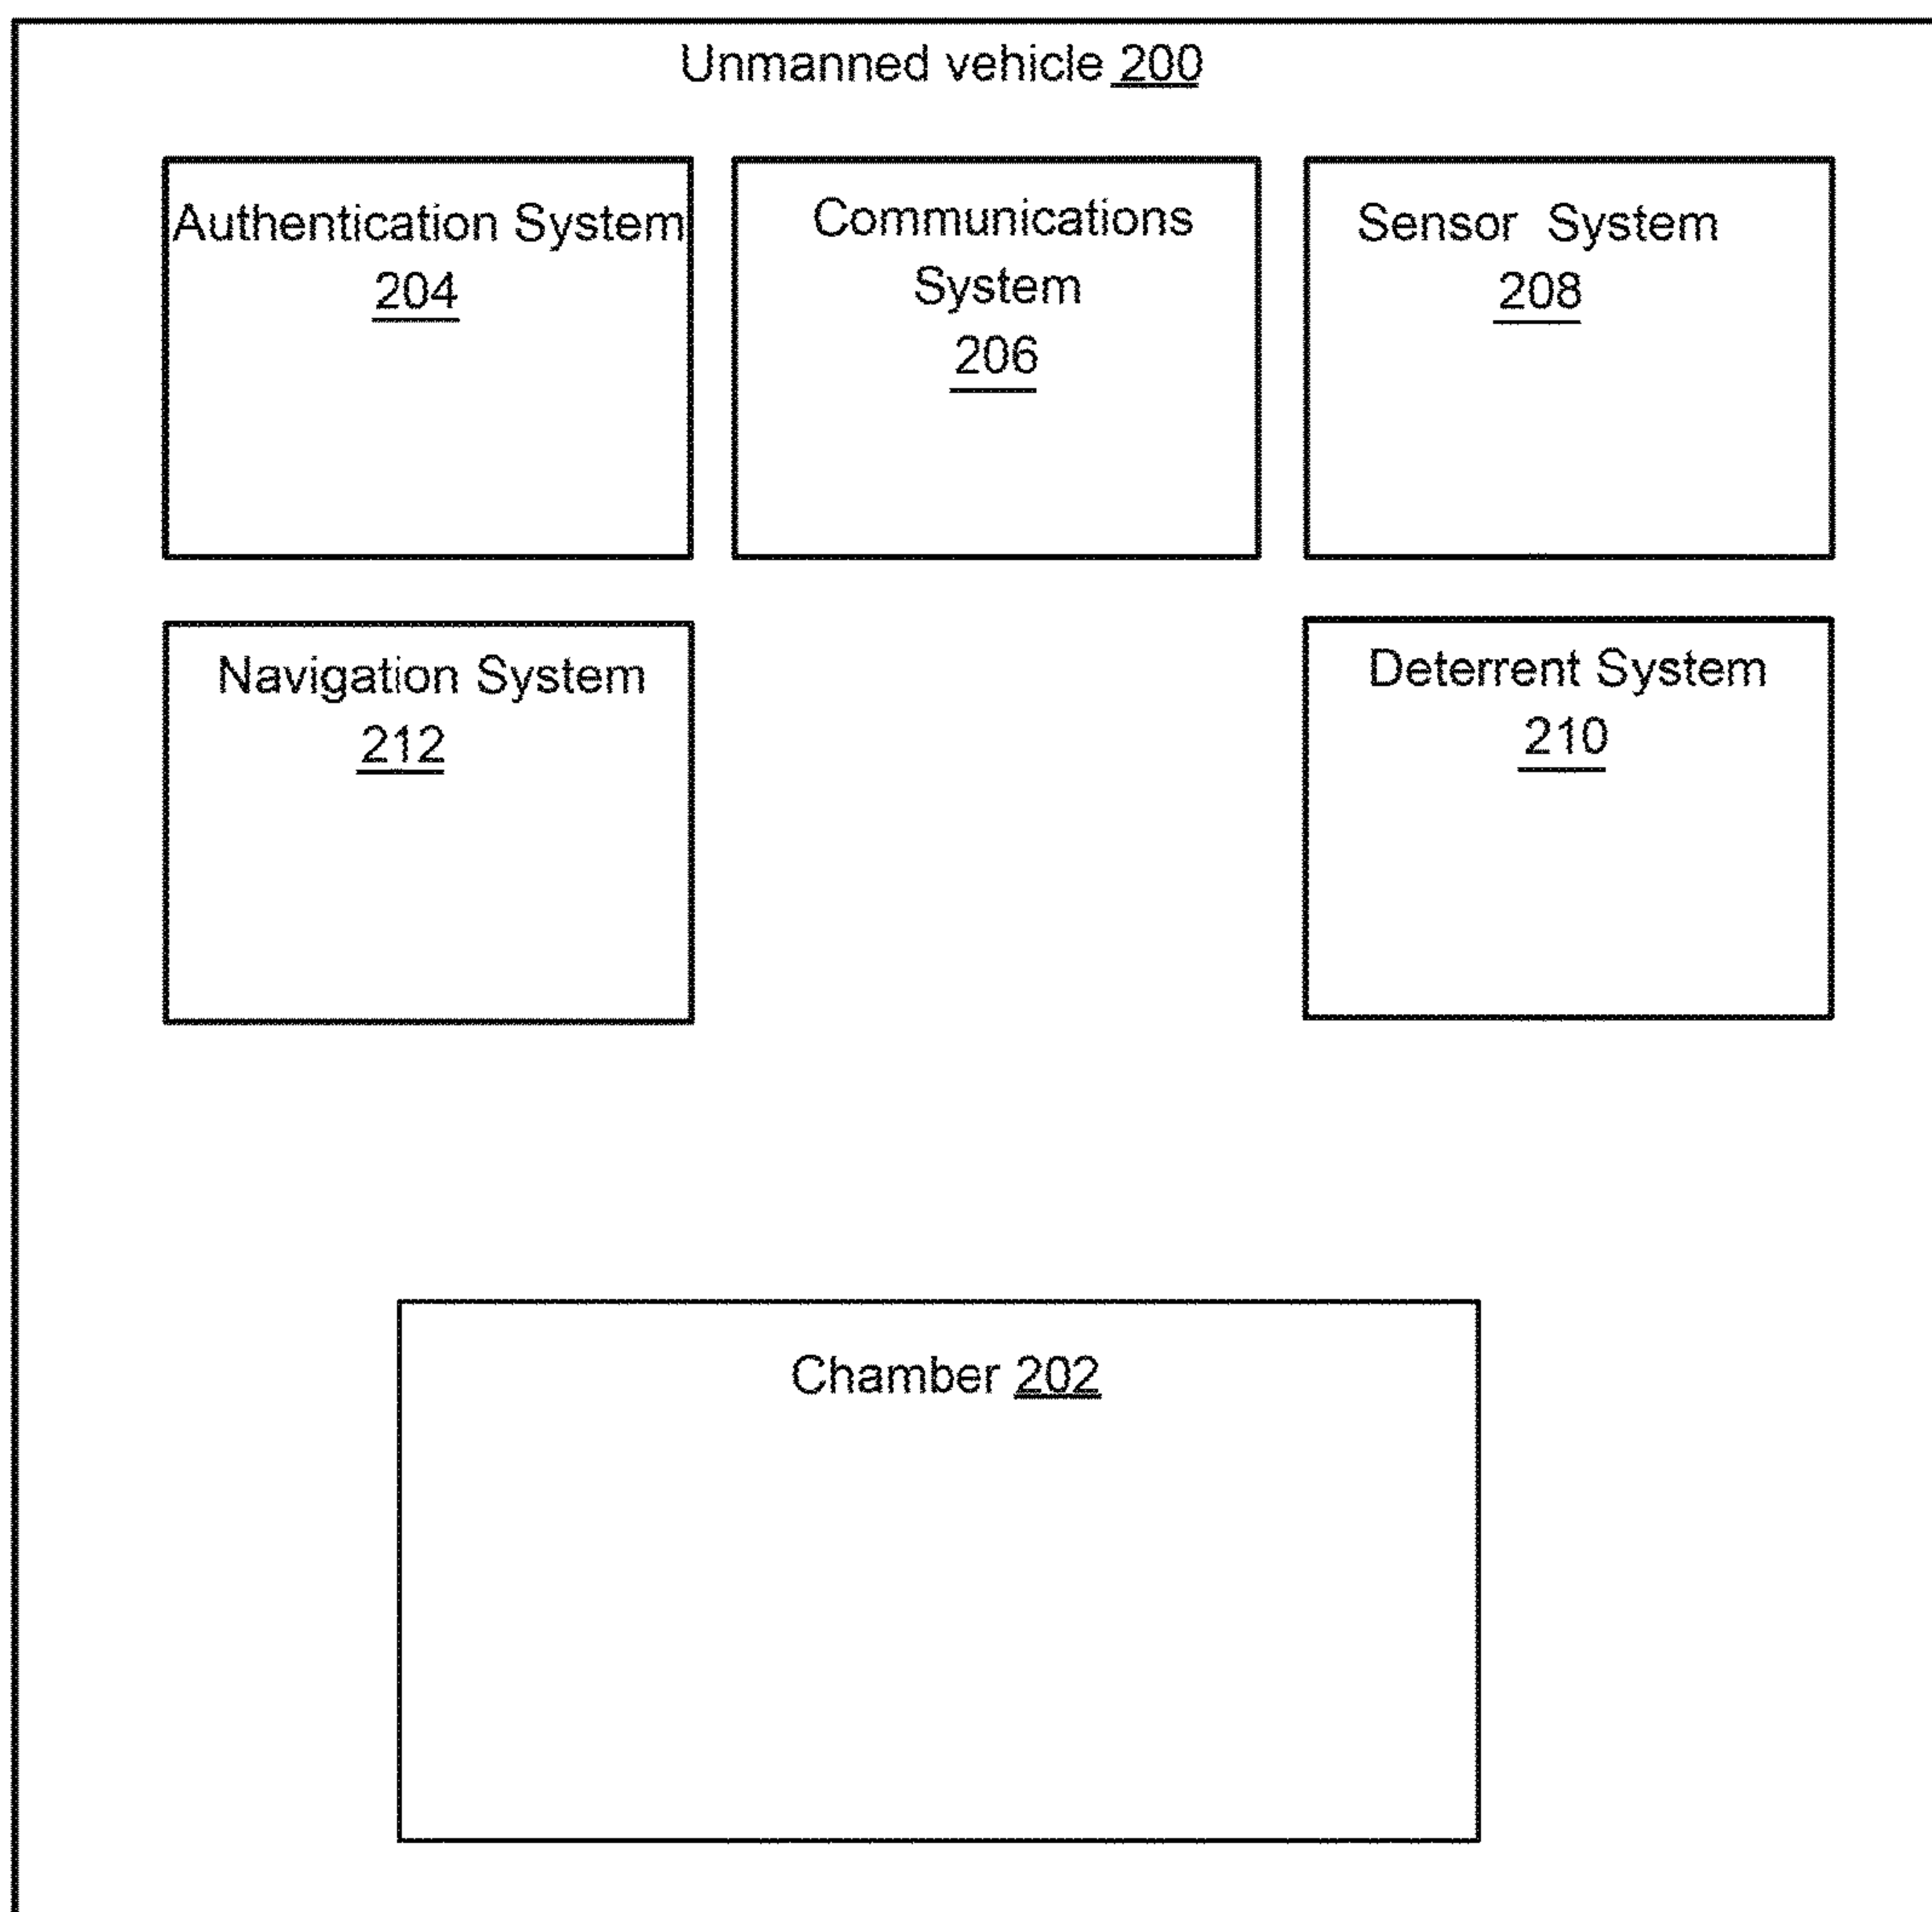 Unmanned vehicle 200
Authentication System
204
Communications
System
206
Sensor System
208
Navigation System
212
Deterrent System
210
Chamber 202